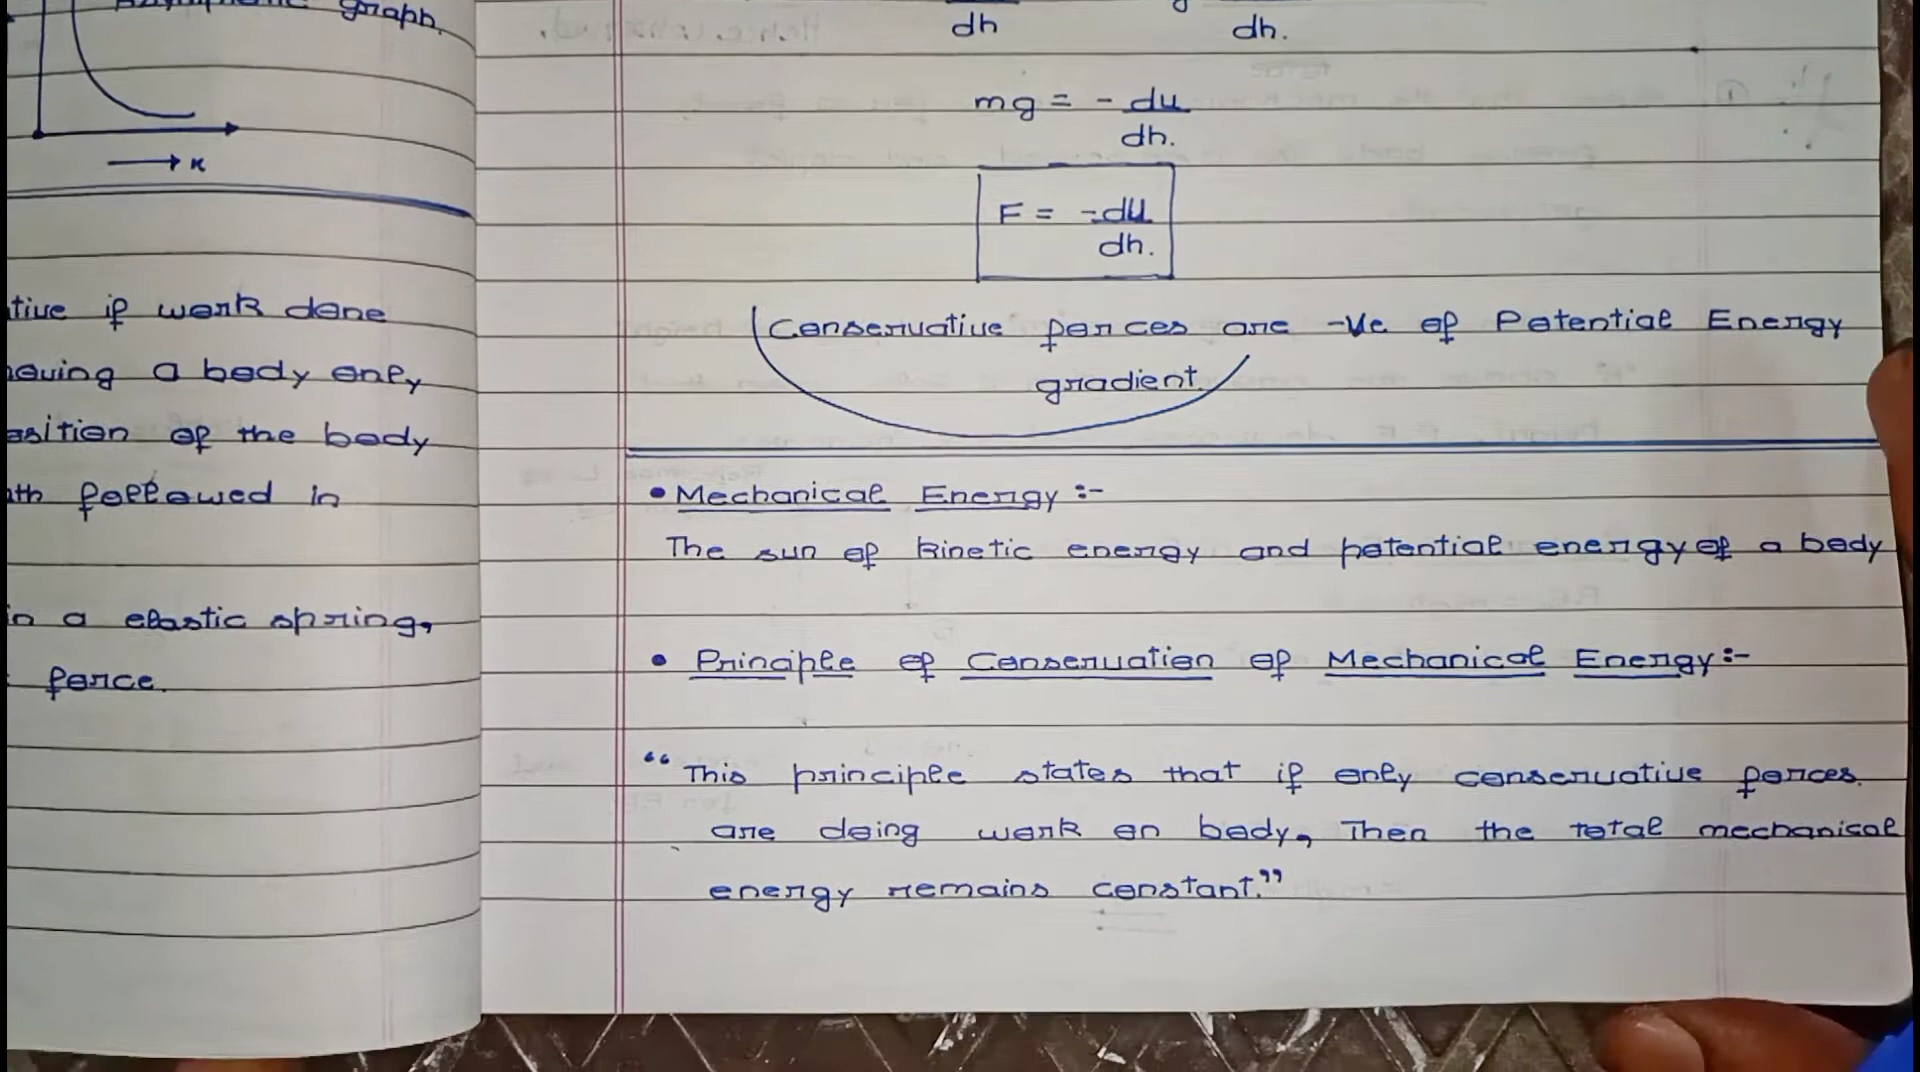 graph.
→ x
tive if work done
a body only
osition of the body
followed in
in a elastic spring,
force.
dh dh.
mg = - du
dh.
F = -dU
dh.
Conservative forces are -ve of Potential Energy
gradient.
• Mechanical Energy :-
The sun of kinetic energy and potential energy of a body
• Principle of Conservation of Mechanical Energy :-
“ This principle states that if only conservative forces.
are doing work on body, Then the total mechanical
energy remains constant.”